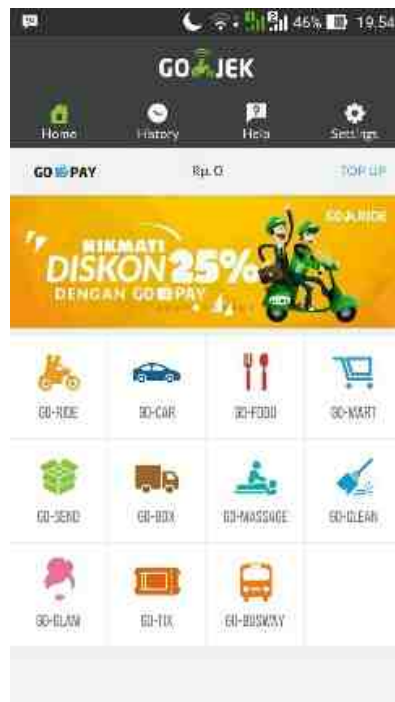 46% 19.54
GO JEK
Home History Help Settings
GO PAY Rp. 0 TOP UP
GO-RIDE
NIKMATI
DISKON 25%
DENGAN GO PAY
GO-RIDE GO-CAR GO-FOOD GO-MART
GO-SEND GO-BOX GO-MASSAGE GO-CLEAN
GO-GLAM GO-TIX GO-BUSWAY